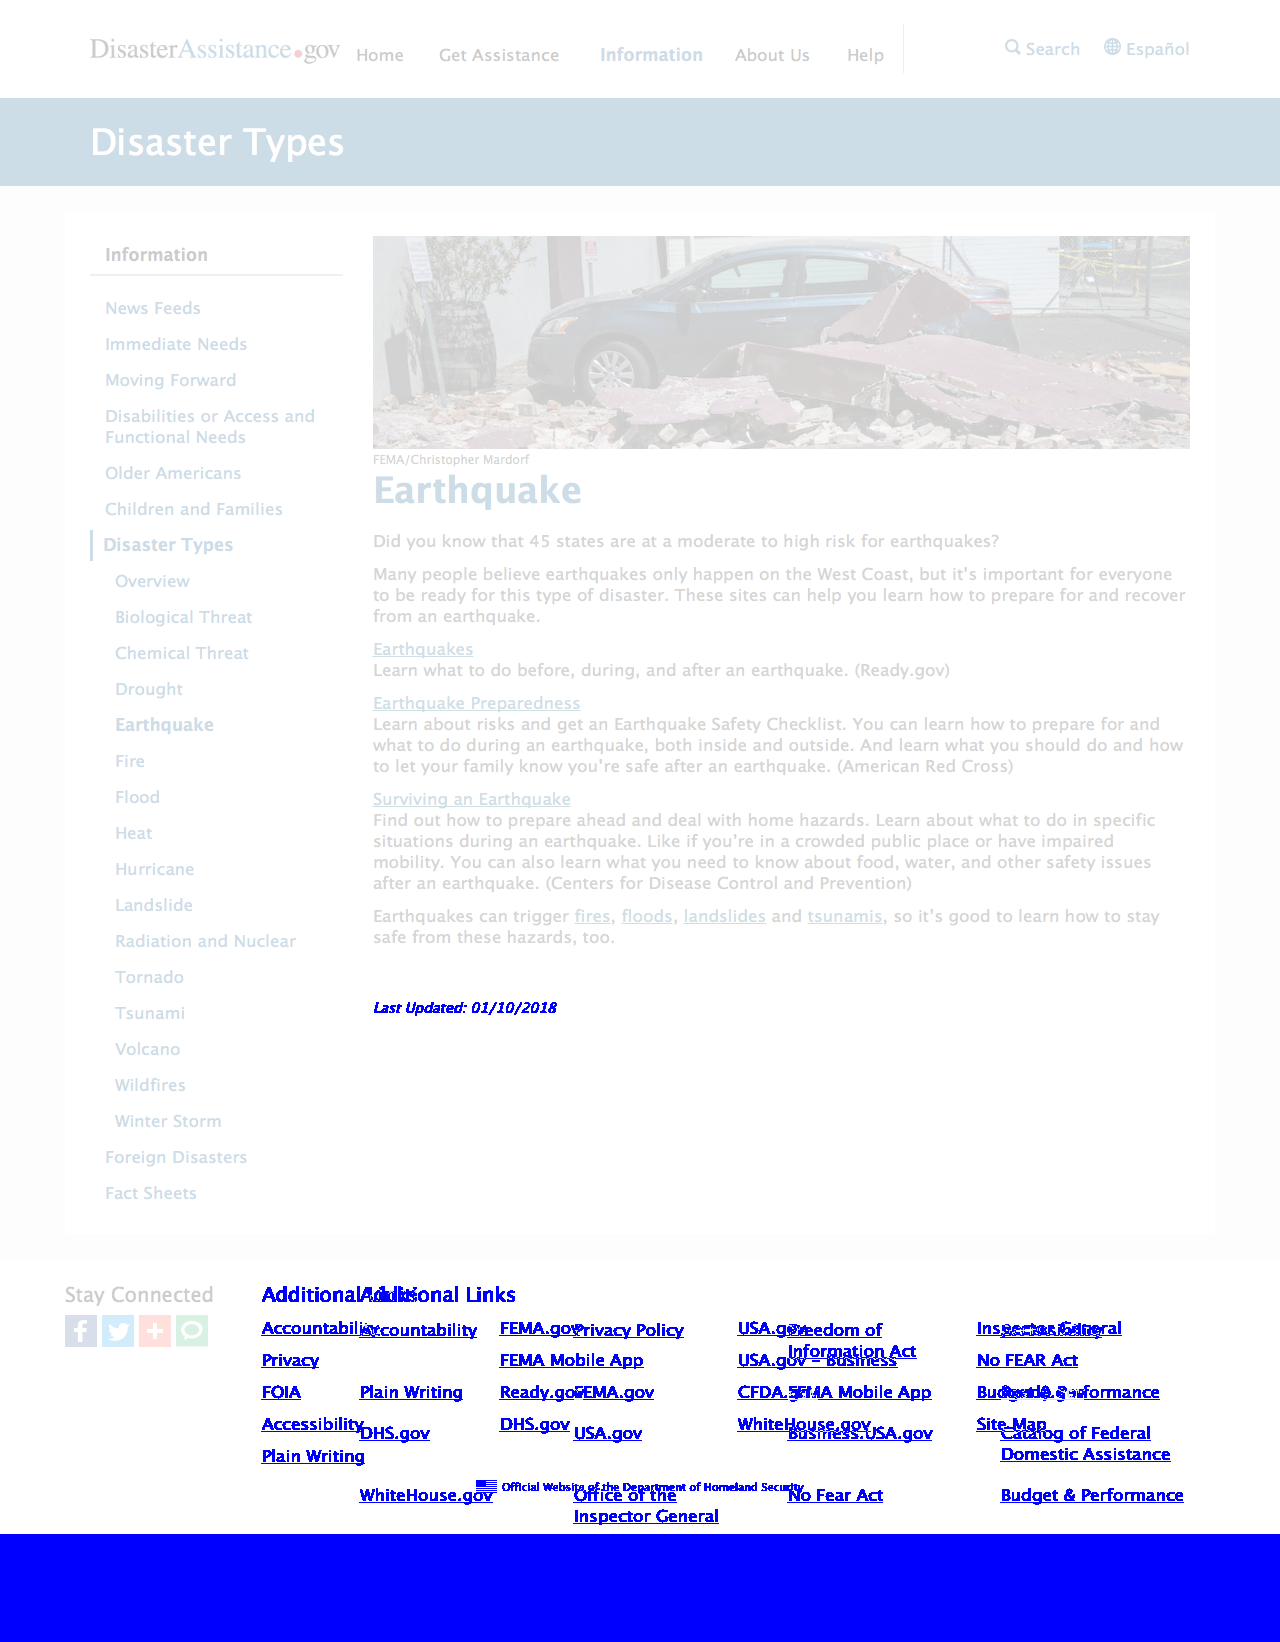 DisasterAssistance.gov Home Get Assistance Information About Us Help Search Español
Disaster Types
Information
News Feeds
Immediate Needs
Moving Forward
Disabilities or Access and
Functional Needs
Older Americans
Children and Families
Disaster Types
Overview
Biological Threat
Chemical Threat
Drought
Earthquake
Fire
Flood
Heat
Hurricane
Landslide
Radiation and Nuclear
Tornado
Tsunami
Volcano
Wildfires
Winter Storm
Foreign Disasters
Fact Sheets
FEMA/Christopher Mardorf
Earthquake
Did you know that 45 states are at a moderate to high risk for earthquakes?
Many people believe earthquakes only happen on the West Coast, but it's important for everyone
to be ready for this type of disaster. These sites can help you learn how to prepare for and recover
from an earthquake.
Earthquakes
Learn what to do before, during, and after an earthquake. (Ready.gov)
Earthquake Preparedness
Learn about risks and get an Earthquake Safety Checklist. You can learn how to prepare for and
what to do during an earthquake, both inside and outside. And learn what you should do and how
to let your family know you're safe after an earthquake. (American Red Cross)
Surviving an Earthquake
Find out how to prepare ahead and deal with home hazards. Learn about what to do in specific
situations during an earthquake. Like if you're in a crowded public place or have impaired
mobility. You can also learn what you need to know about food, water, and other safety issues
after an earthquake. (Centers for Disease Control and Prevention)
Earthquakes can trigger fires, floods, landslides and tsunamis, so it's good to learn how to stay
safe from these hazards, too.
Last Updated: 01/10/2018
Stay Connected
Additional Links
Additional Links
Accountability
Accountability
FEMA.gov
Privacy Policy
USA.gov
Freedom of
Information Act
Inspector General
Privacy
FEMA Mobile App
USA.gov - Business
No FEAR Act
FOIA
Plain Writing
Ready.gov
FEMA.gov
CFDA.gov
FEMA Mobile App
Budget & Performance
Accessibility
DHS.gov
DHS.gov
USA.gov
WhiteHouse.gov
Business.USA.gov
Site Map
Catalog of Federal
Domestic Assistance
Plain Writing
Official Website of the Department of Homeland Security
WhiteHouse.gov
Office of the
Inspector General
No Fear Act
Budget & Performance